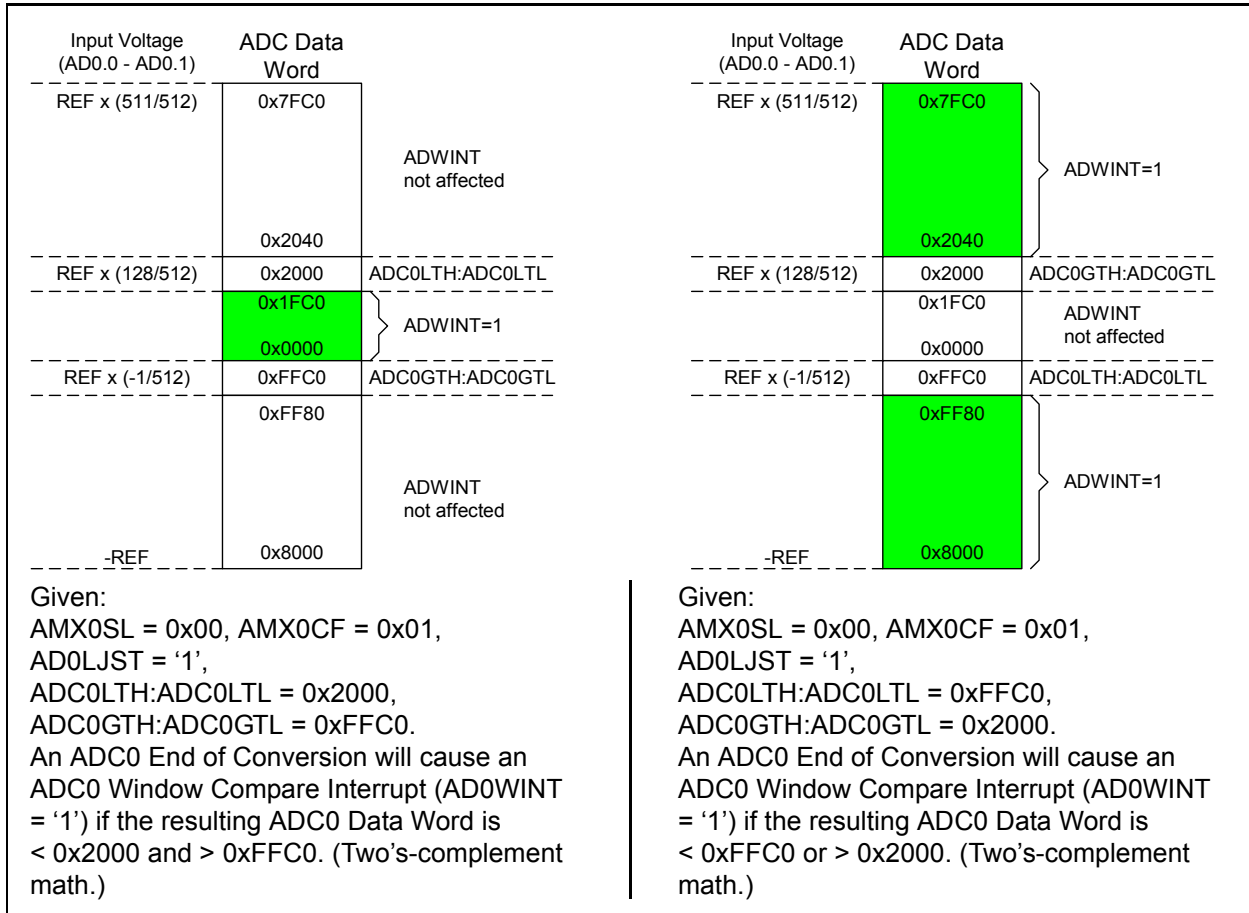 Input Voltage
(AD0.0 - AD0.1)
ADC Data
Word
REF x (511/512)
0x7FC0
ADWINT
not affected
0x2040
REF x (128/512)
0x2000
ADC0LTH:ADC0LTL
0x1FC0
ADWINT=1
0x0000
REF x (-1/512)
0xFFC0
ADC0GTH:ADC0GTL
0xFF80
ADWINT
not affected
-REF
0x8000
Given:
AMX0SL = 0x00, AMX0CF = 0x01,
AD0LJST = ‘1’,
ADC0LTH:ADC0LTL = 0x2000,
ADC0GTH:ADC0GTL = 0xFFC0.
An ADC0 End of Conversion will cause an
ADC0 Window Compare Interrupt (AD0WINT
= ‘1’) if the resulting ADC0 Data Word is
< 0x2000 and > 0xFFC0. (Two’s-complement
math.)
Input Voltage
(AD0.0 - AD0.1)
ADC Data
Word
REF x (511/512)
0x7FC0
ADWINT=1
0x2040
REF x (128/512)
0x2000
ADC0GTH:ADC0GTL
0x1FC0
ADWINT
not affected
0x0000
REF x (-1/512)
0xFFC0
ADC0LTH:ADC0LTL
0xFF80
ADWINT=1
-REF
0x8000
Given:
AMX0SL = 0x00, AMX0CF = 0x01,
AD0LJST = ‘1’,
ADC0LTH:ADC0LTL = 0xFFC0,
ADC0GTH:ADC0GTL = 0x2000.
An ADC0 End of Conversion will cause an
ADC0 Window Compare Interrupt (AD0WINT
= ‘1’) if the resulting ADC0 Data Word is
< 0xFFC0 or > 0x2000. (Two’s-complement
math.)